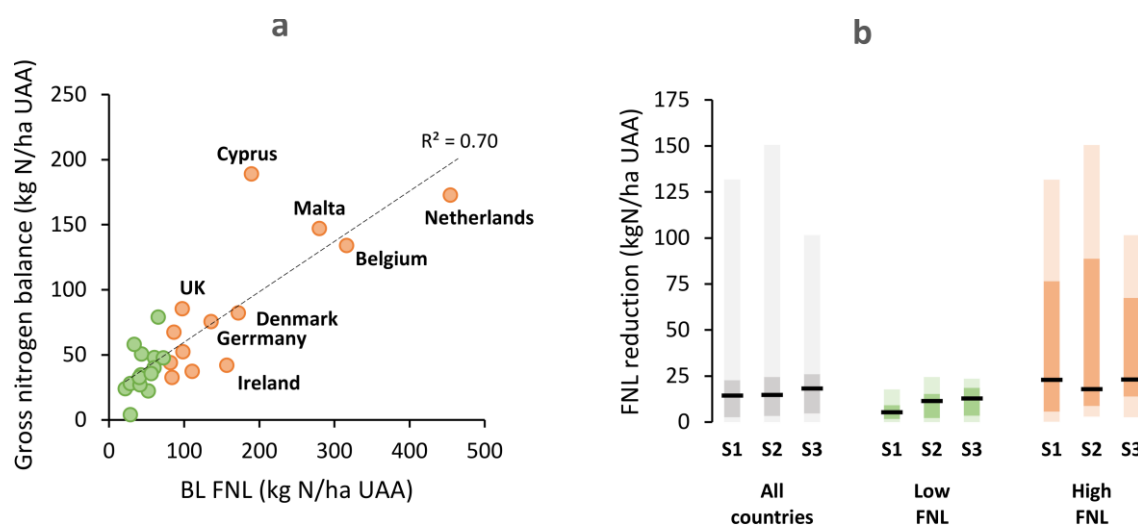 a
Gross nitrogen balance (kg N/ha UAA)
250
200
150
100
50
0
R² = 0.70
Cyprus
Malta
Netherlands
Belgium
UK
Denmark
Gerrmany
Ireland
0 100 200 300 400 500
BL FNL (kg N/ha UAA)
b
FNL reduction (kgN/ha UAA)
175
150
125
100
75
50
25
0
S1 S2 S3 S1 S2 S3 S1 S2 S3
All Low High
countries FNL FNL